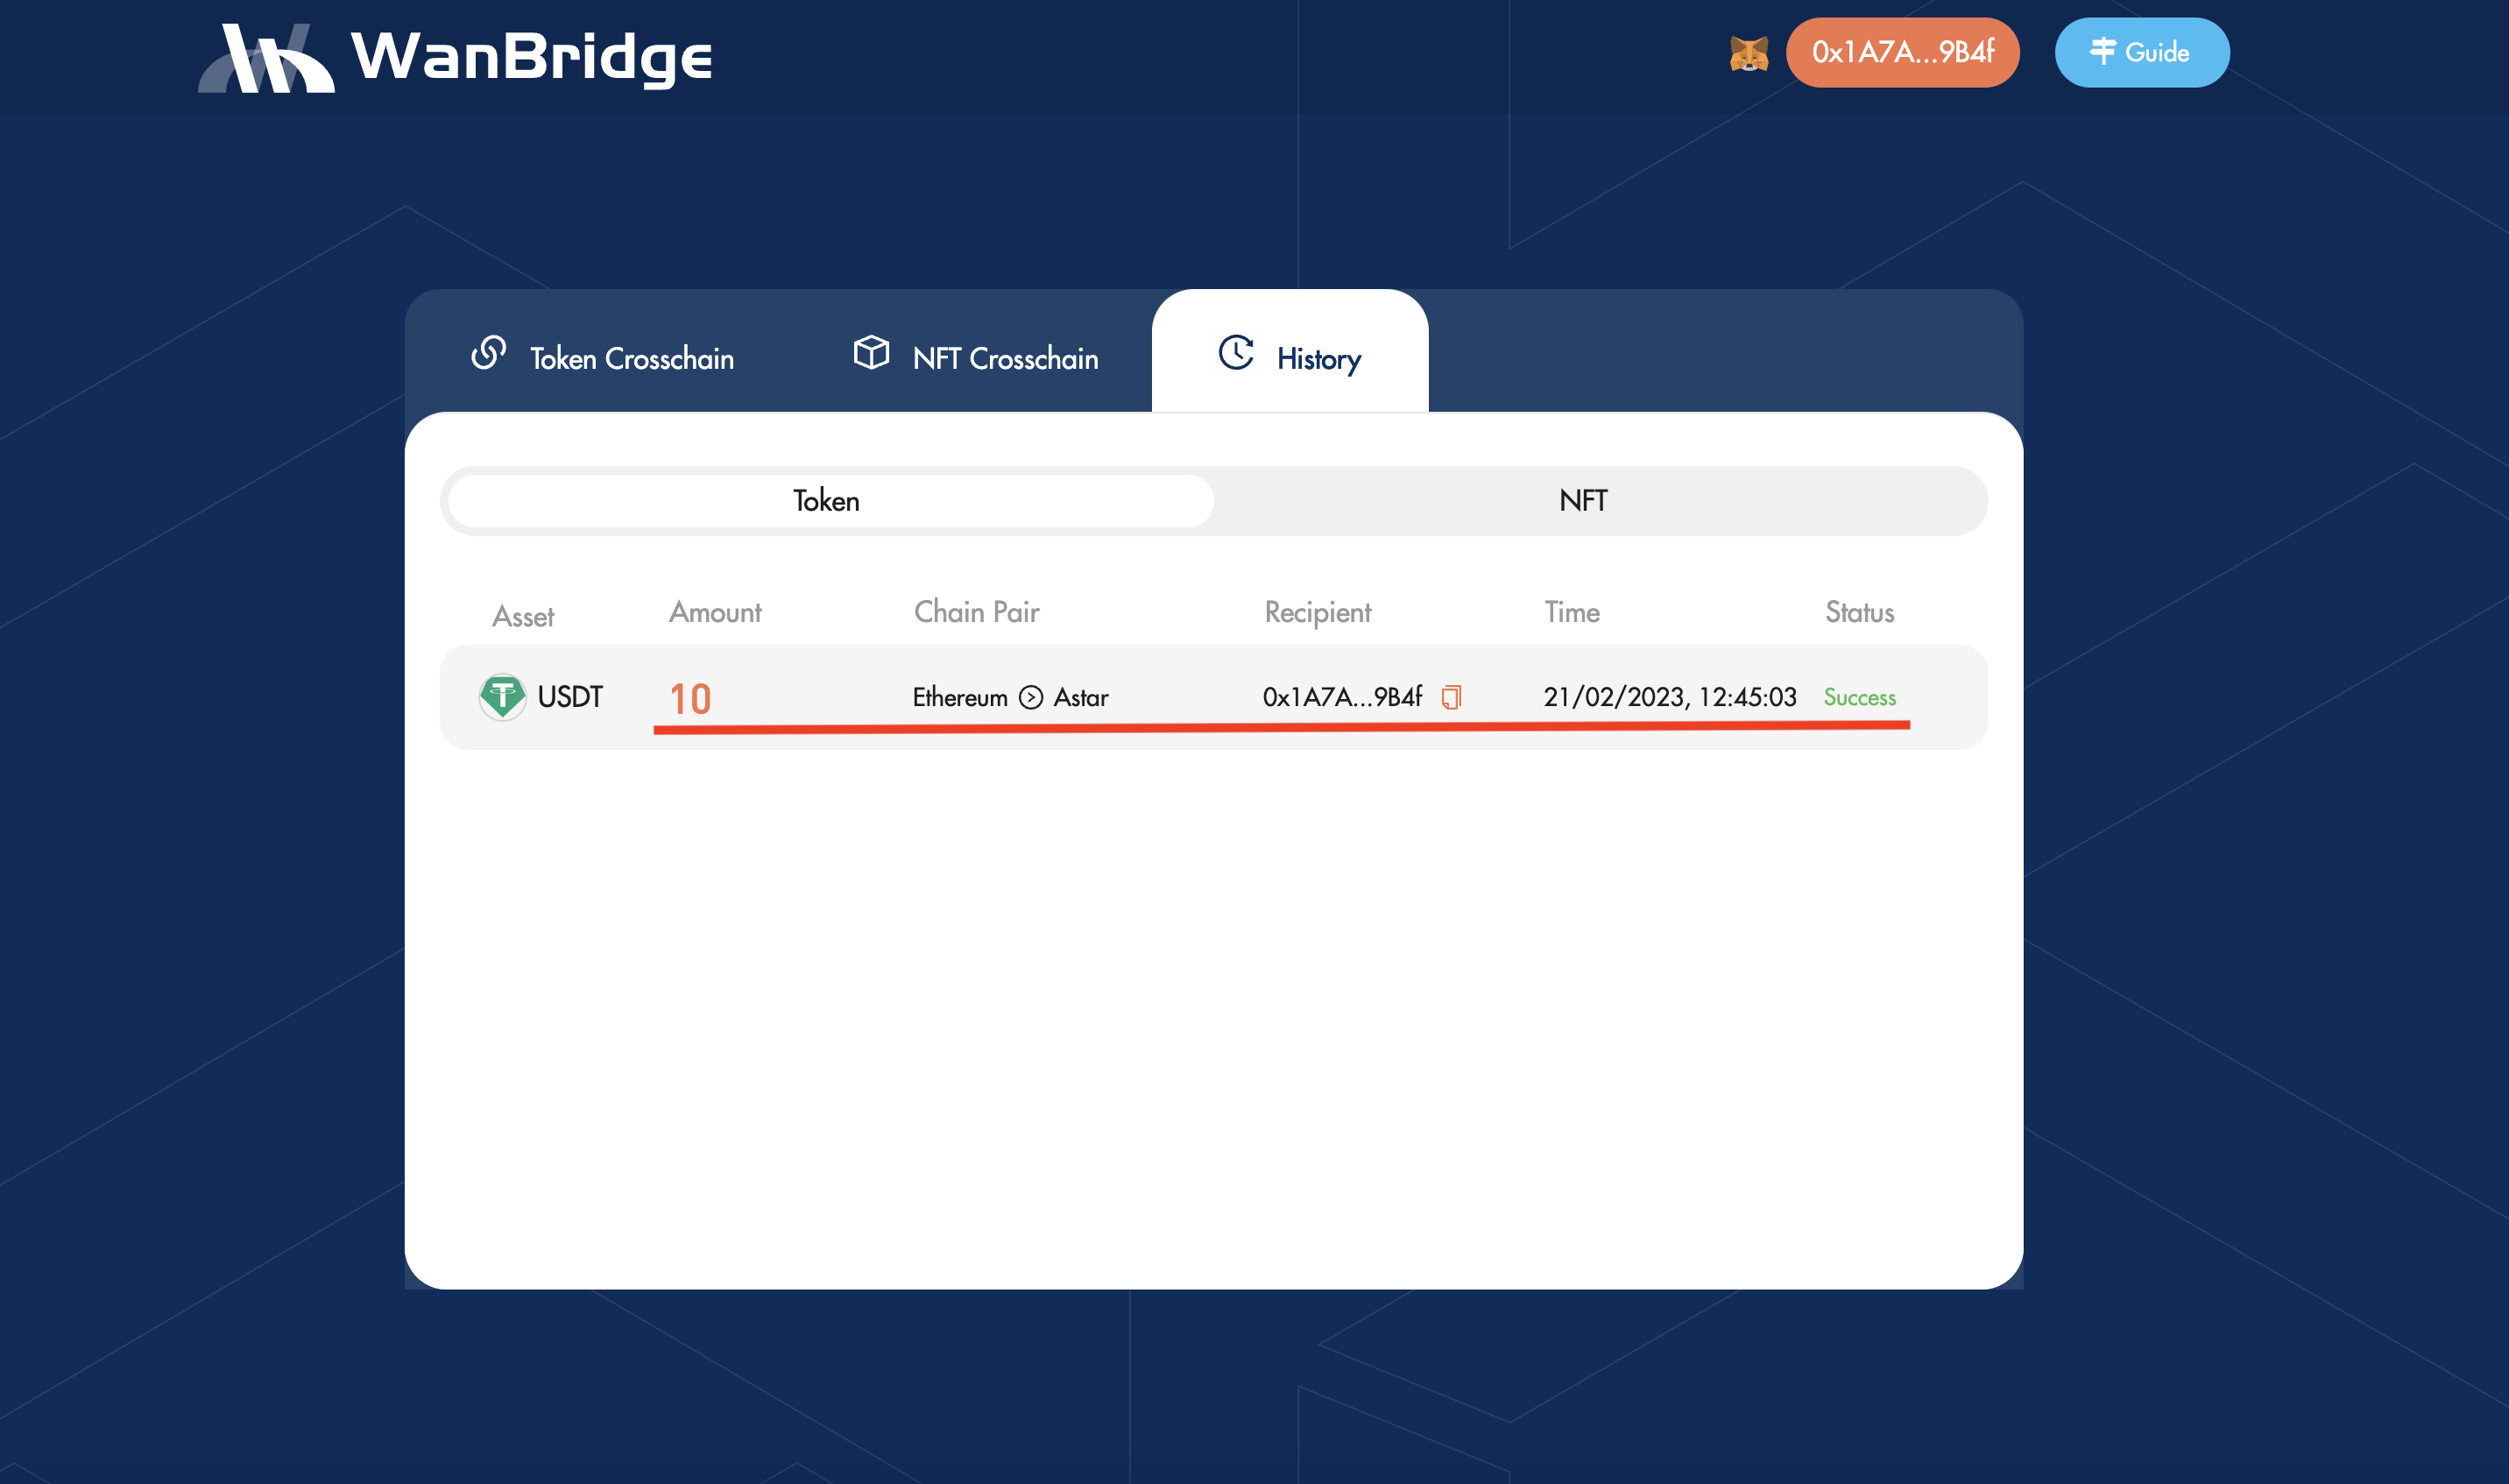 WanBridge
0x1A7A...9B4f
Guide
Token Crosschain
NFT Crosschain
History
Token
NFT
Asset Amount Chain Pair Recipient Time Status
USDT 10 Ethereum Astar 0x1A7A...9B4f 21/02/2023, 12:45:03 Success